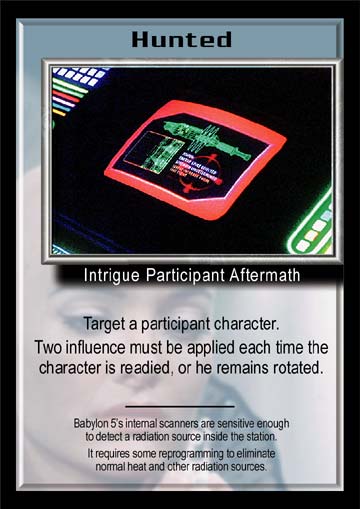 Hunted
Intrigue Participant Aftermath
Target a participant character.
Two influence must be applied each time the
character is readied, or he remains rotated.
Babylon 5's internal scanners are sensitive enough
to detect a radiation source inside the station.
It requires some reprogramming to eliminate
normal heat and other radiation sources.